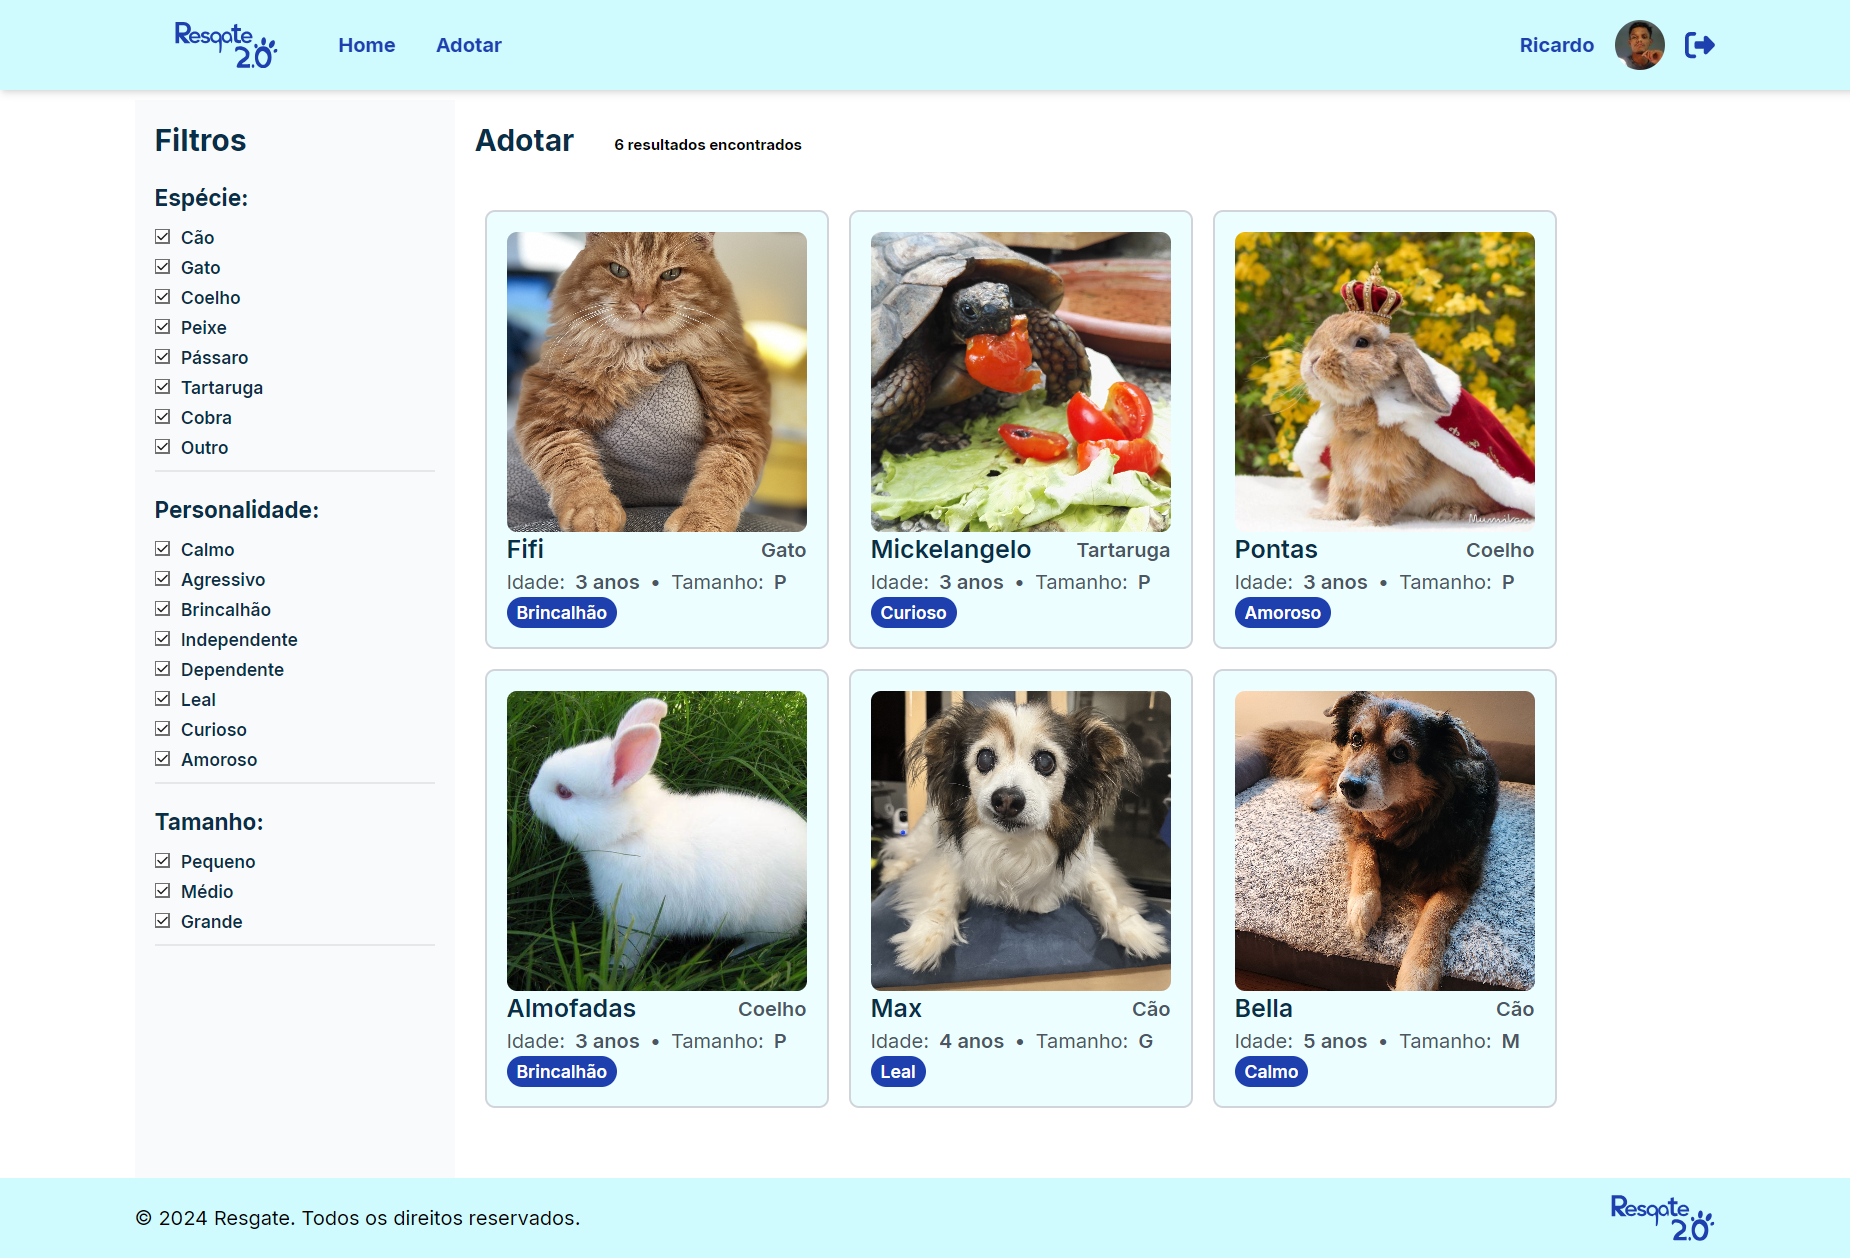 Resgate
2.0
Home
Adotar
Ricardo
Filtros
Espécie:
Cão
Gato
Coelho
Peixe
Pássaro
Tartaruga
Cobra
Outro
Personalidade:
Calmo
Agressivo
Brincalhão
Independente
Dependente
Leal
Curioso
Amoroso
Tamanho:
Pequeno
Médio
Grande
Adotar
6 resultados encontrados
Fifi
Gato
Idade: 3 anos • Tamanho: P
Brincalhão
Mickelangelo
Tartaruga
Idade: 3 anos • Tamanho: P
Curioso
Pontas
Coelho
Idade: 3 anos • Tamanho: P
Amoroso
Almofadas
Coelho
Idade: 3 anos • Tamanho: P
Brincalhão
Max
Cão
Idade: 4 anos • Tamanho: G
Leal
Bella
Cão
Idade: 5 anos • Tamanho: M
Calmo
© 2024 Resgate. Todos os direitos reservados.
Resgate
2.0